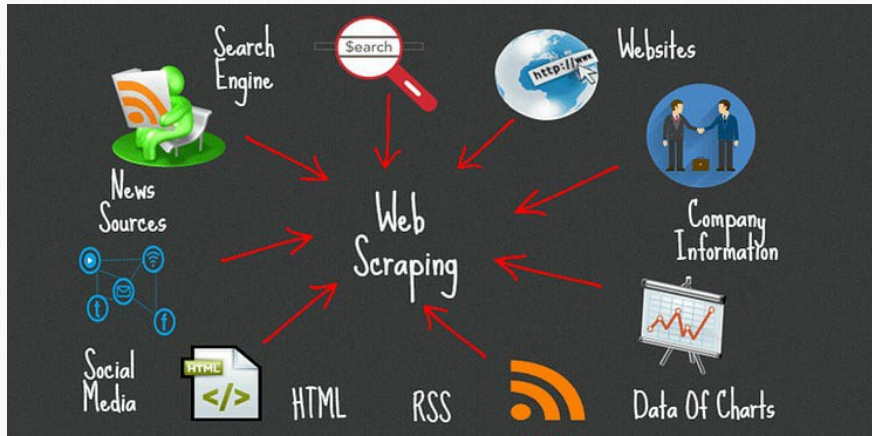 Search
Engine
$earch
Websites
http://www
News
Sources
Web
Scraping
Company
Information
Social
Media
HTML
</>
HTML
RSS
Data Of Charts
t
f